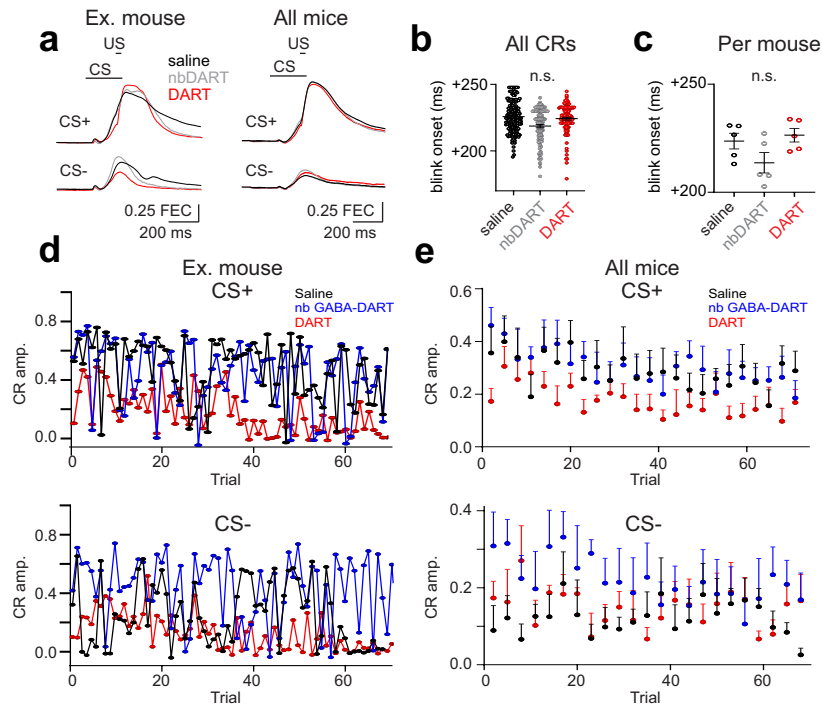 Ex. mouse
All mice
a
US
US
saline
nbDART
DART
CS
CS
CS+
CS+
CS-
CS-
0.25 FEC
200 ms
0.25 FEC
200 ms
b
All CRs
n.s.
blink onset (ms)
+250
+220
saline
nbDART
DART
c
Per mouse
n.s.
blink onset (ms)
+220
+200
saline
nbDART
DART
d
Ex. mouse
CS+
Saline
nb GABA-DART
DART
CR amp.
0.8
0.4
0.0
0
20
40
60
Trial
CS-
CR amp.
0.8
0.4
0.0
0
20
40
60
Trial
e
All mice
CS+
Saline
nb GABA-DART
DART
CR amp.
0.6
0.4
0.2
0.0
0
20
40
60
Trial
CS-
CR amp.
0.4
0.2
0.0
0
20
40
60
Trial